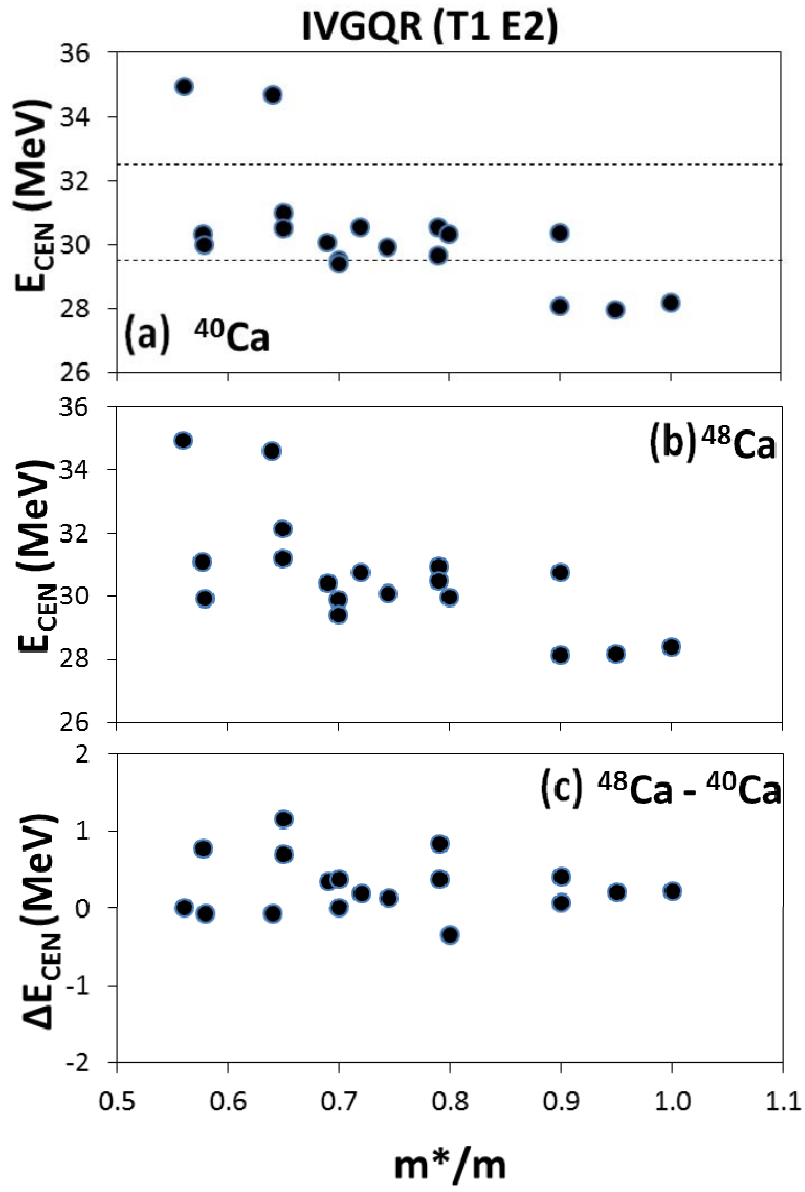 IVGQR (T1 E2)
36
34
32
30
28
26
E_CEN (MeV)
(a) ⁴⁰Ca
36
34
32
30
28
26
E_CEN (MeV)
(b) ⁴⁸Ca
2
1
0
-1
-2
ΔE_CEN (MeV)
(c) ⁴⁸Ca - ⁴⁰Ca
0.5 0.6 0.7 0.8 0.9 1.0 1.1
m*/m